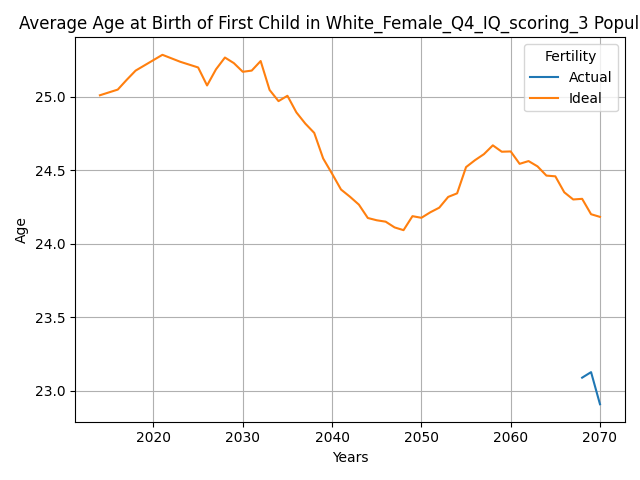 Average Age at Birth of First Child in White_Female_Q4_IQ_scoring_3 Popul
Fertility
Actual
Ideal
25.0
24.5
24.0
23.5
23.0
Age
2020 2030 2040 2050 2060 2070
Years